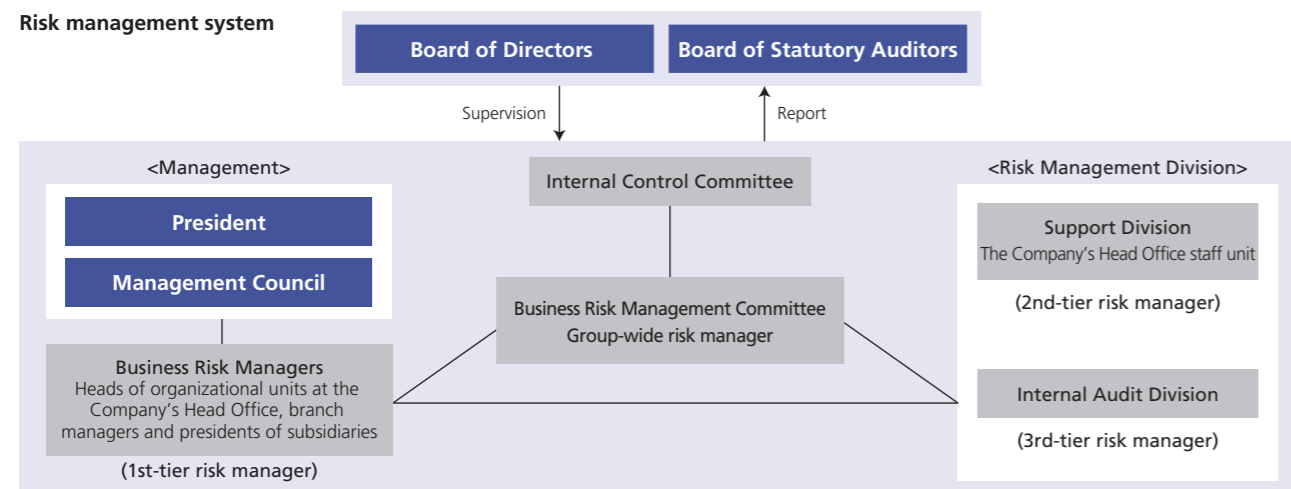 Risk management system
Board of Directors
Board of Statutory Auditors
Supervision
Report
<Management>
President
Management Council
Business Risk Managers
Heads of organizational units at the
Company's Head Office, branch
managers and presidents of subsidiaries
(1st-tier risk manager)
Internal Control Committee
Business Risk Management Committee
Group-wide risk manager
<Risk Management Division>
Support Division
The Company's Head Office staff unit
(2nd-tier risk manager)
Internal Audit Division
(3rd-tier risk manager)